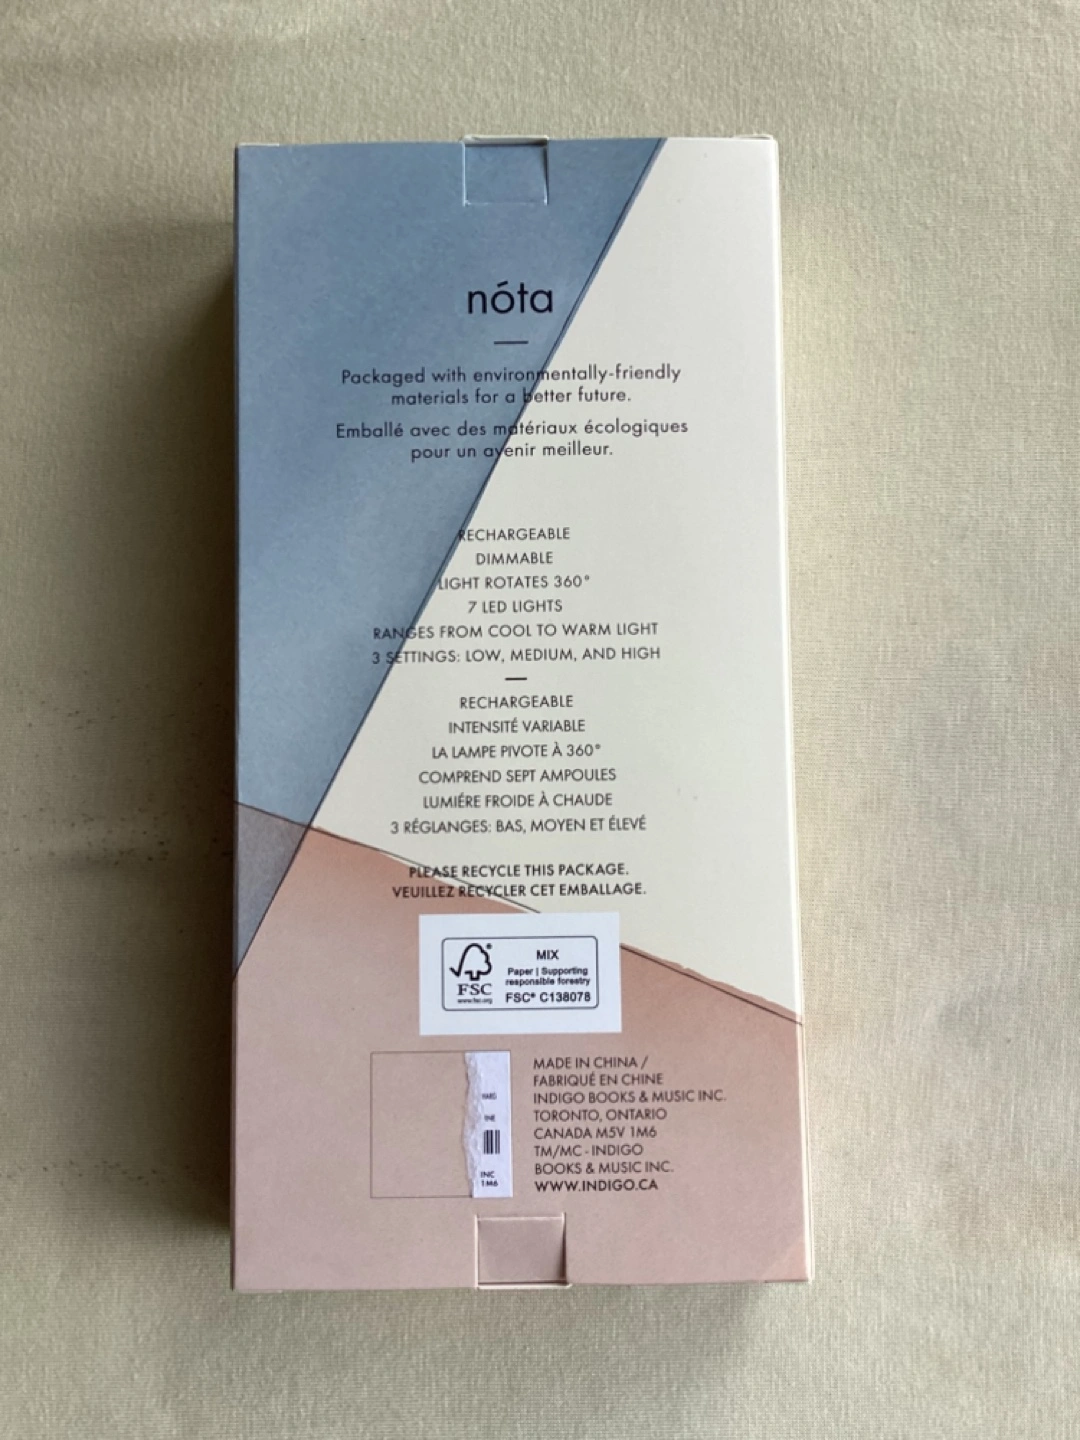 nóta
Packaged with environmentally-friendly
materials for a better future.
Emballé avec des matériaux écologiques
pour un avenir meilleur.
RECHARGEABLE
DIMMABLE
LIGHT ROTATES 360°
7 LED LIGHTS
RANGES FROM COOL TO WARM LIGHT
3 SETTINGS: LOW, MEDIUM, AND HIGH
RECHARGEABLE
INTENSITÉ VARIABLE
LA LAMPE PIVOTE À 360°
COMPREND SEPT AMPOULES
LUMIÉRE FROIDE À CHAUDE
3 RÉGLANGES: BAS, MOYEN ET ÉLEVÉ
PLEASE RECYCLE THIS PACKAGE.
VEUILLEZ RECYCLER CET EMBALLAGE.
FSC
www.fsc.org
MIX
Paper | Supporting
responsible forestry
FSC® C138078
INC
1M6
MADE IN CHINA /
FABRIQUÉ EN CHINE
INDIGO BOOKS & MUSIC INC.
TORONTO, ONTARIO
CANADA M5V 1M6
TM/MC - INDIGO
BOOKS & MUSIC INC.
WWW.INDIGO.CA